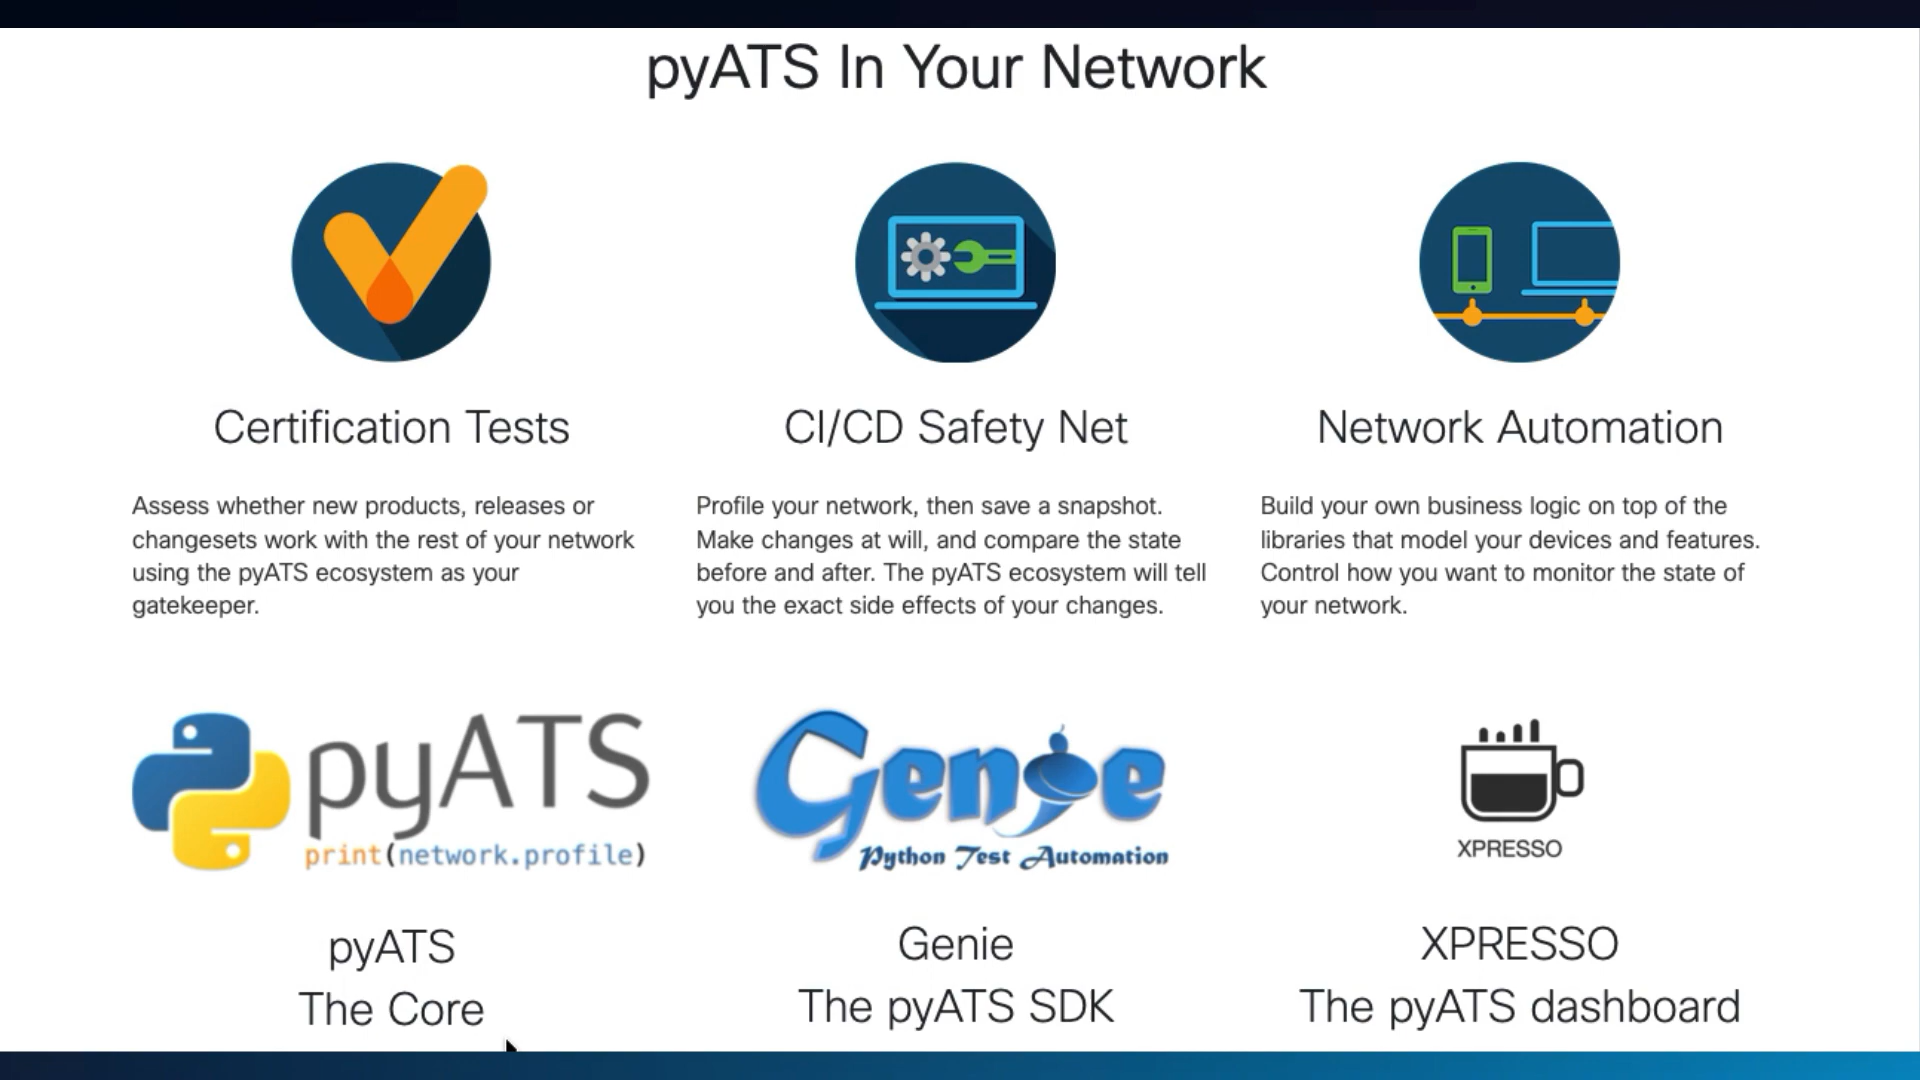 pyATS In Your Network
Certification Tests
Assess whether new products, releases or
changesets work with the rest of your network
using the pyATS ecosystem as your
gatekeeper.
CI/CD Safety Net
Profile your network, then save a snapshot.
Make changes at will, and compare the state
before and after. The pyATS ecosystem will tell
you the exact side effects of your changes.
Network Automation
Build your own business logic on top of the
libraries that model your devices and features.
Control how you want to monitor the state of
your network.
pyATS
print(network.profile)
pyATS
The Core
Genie
Python Test Automation
Genie
The pyATS SDK
XPRESSO
XPRESSO
The pyATS dashboard